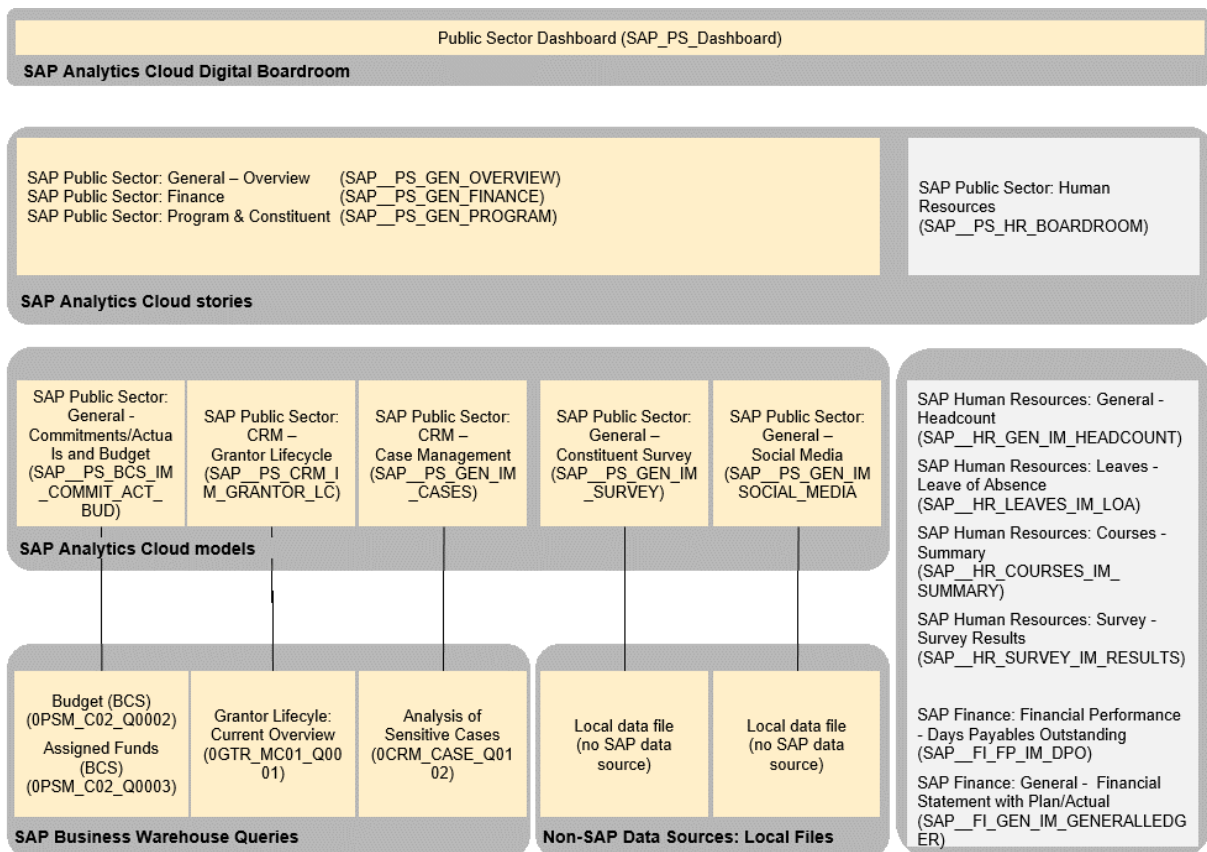 Public Sector Dashboard (SAP_PS_Dashboard)
SAP Analytics Cloud Digital Boardroom
SAP Public Sector: General – Overview (SAP__PS_GEN_OVERVIEW)
SAP Public Sector: Finance (SAP__PS_GEN_FINANCE)
SAP Public Sector: Program & Constituent (SAP__PS_GEN_PROGRAM)
SAP Public Sector: Human
Resources
(SAP__PS_HR_BOARDROOM)
SAP Analytics Cloud stories
SAP Public Sector:
General -
Commitments/Actua
ls and Budget
(SAP__PS_BCS_IM
_COMMIT_ACT_
BUD)
SAP Public Sector:
CRM –
Grantor Lifecycle
(SAP__PS_CRM_I
M_GRANTOR_LC)
SAP Public Sector:
CRM –
Case Management
(SAP__PS_GEN_IM
_CASES)
SAP Public Sector:
General –
Constituent Survey
(SAP__PS_GEN_IM
_SURVEY)
SAP Public Sector:
General –
Social Media
(SAP__PS_GEN_IM
SOCIAL_MEDIA
SAP Analytics Cloud models
SAP Human Resources: General -
Headcount
(SAP__HR_GEN_IM_HEADCOUNT)
SAP Human Resources: Leaves -
Leave of Absence
(SAP__HR_LEAVES_IM_LOA)
SAP Human Resources: Courses -
Summary
(SAP__HR_COURSES_IM_
SUMMARY)
SAP Human Resources: Survey -
Survey Results
(SAP__HR_SURVEY_IM_RESULTS)
SAP Finance: Financial Performance
- Days Payables Outstanding
(SAP__FI_FP_IM_DPO)
SAP Finance: General - Financial
Statement with Plan/Actual
(SAP__FI_GEN_IM_GENERALLEDG
ER)
Budget (BCS)
(0PSM_C02_Q0002)
Assigned Funds
(BCS)
(0PSM_C02_Q0003)
Grantor Lifecyle:
Current Overview
(0GTR_MC01_Q00
01)
Analysis of
Sensitive Cases
(0CRM_CASE_Q01
02)
Local data file
(no SAP data
source)
Local data file
(no SAP data
source)
SAP Business Warehouse Queries
Non-SAP Data Sources: Local Files